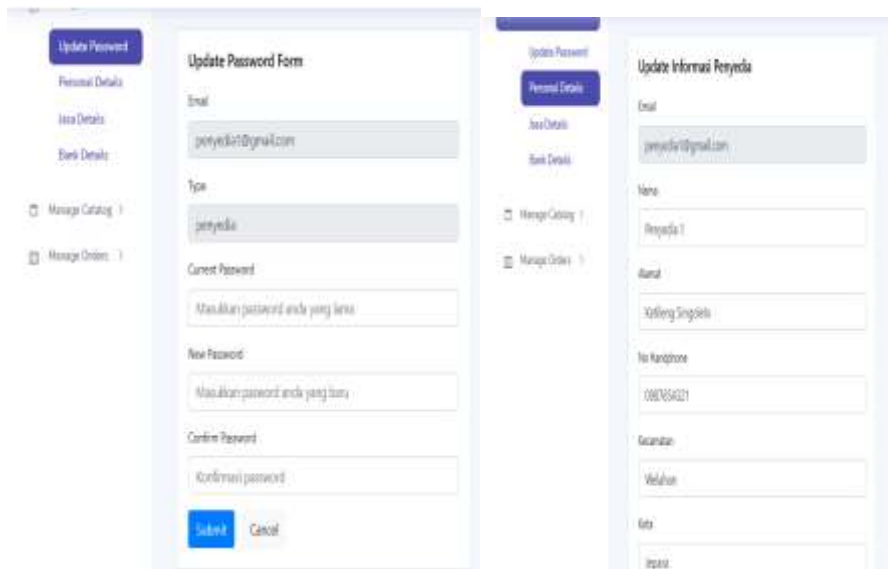 Update Password
Personal Details
Jasa Details
Bank Details
Manage Catalog
Manage Orders
Update Password Form
Email
penyedia1@gmail.com
Type
penyedia
Current Password
Masukkan password anda yang lama
New Password
Masukkan password anda yang baru
Confirm Password
Konfirmasi password
Submit
Cancel
Update Password
Personal Details
Jasa Details
Bank Details
Manage Catalog
Manage Orders
Update Informasi Penyedia
Email
penyedia1@gmail.com
Nama
Penyedia 1
Alamat
No Handphone
Kecamatan
Welahan
Kota
Jepara